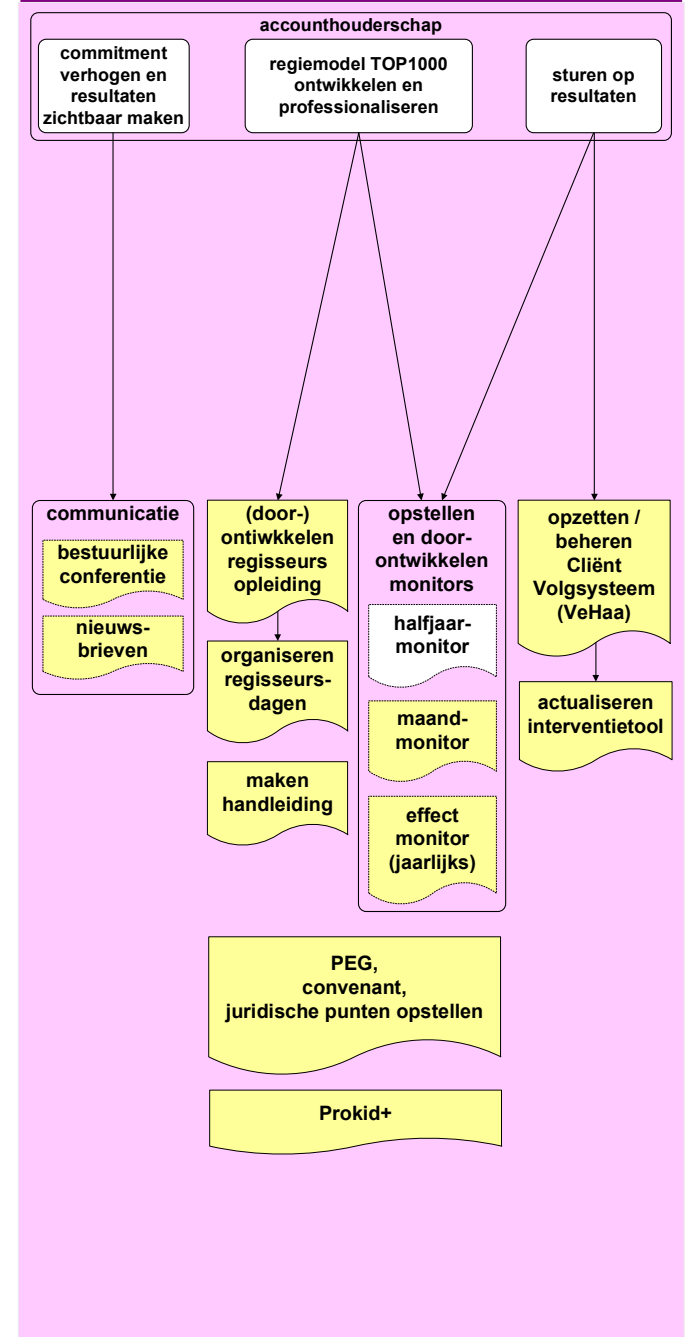 accounthouderschap
commitment
verhogen en
resultaten
zichtbaar maken
regiemodel TOP1000
ontwikkelen en
professionaliseren
sturen op
resultaten
communicatie
bestuurlijke
conferentie
nieuws-
brieven
(door-)
ontiwkkelen
regisseurs
opleiding
organiseren
regisseurs-
dagen
maken
handleiding
opstellen
en door-
ontwikkelen
monitors
halfjaar-
monitor
maand-
monitor
effect
monitor
(jaarlijks)
opzetten /
beheren
Cliënt
Volgsysteem
(VeHaa)
actualiseren
interventietool
PEG,
convenant,
juridische punten opstellen
Prokid+